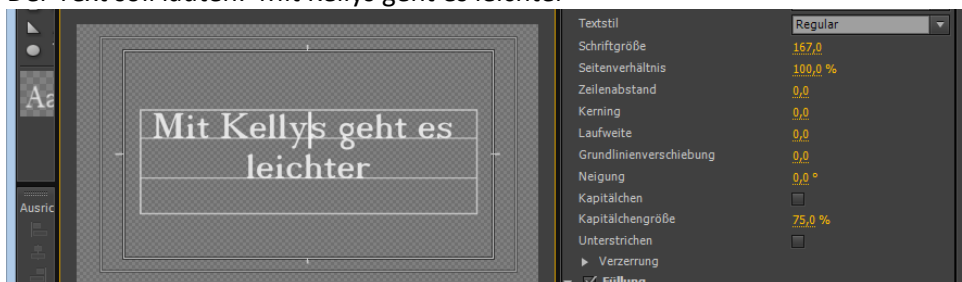 Der Text soll lauten: Mit Kellys geht es leichter
Aa
Mit Kellys geht es
leichter
Ausric
Textstil Regular
Schriftgröße 167,0
Seitenverhältnis 100,0 %
Zeilenabstand 0,0
Kerning 0,0
Laufweite 0,0
Grundlinienverschiebung 0,0
Neigung 0,0 °
Kapitälchen
Kapitälchengröße 75,0 %
Unterstrichen
Verzerrung
Füllung